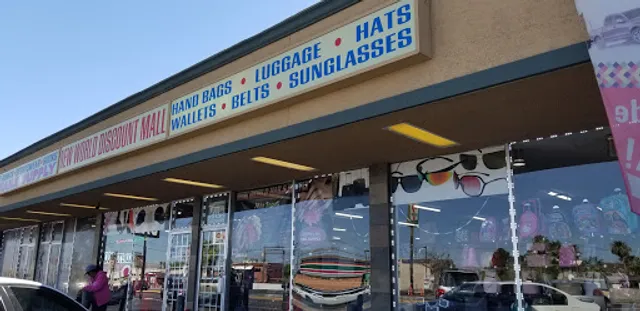 HAND BAGS • LUGGAGE • HATS
WALLETS • BELTS • SUNGLASSES
NEW WORLD DISCOUNT MALL